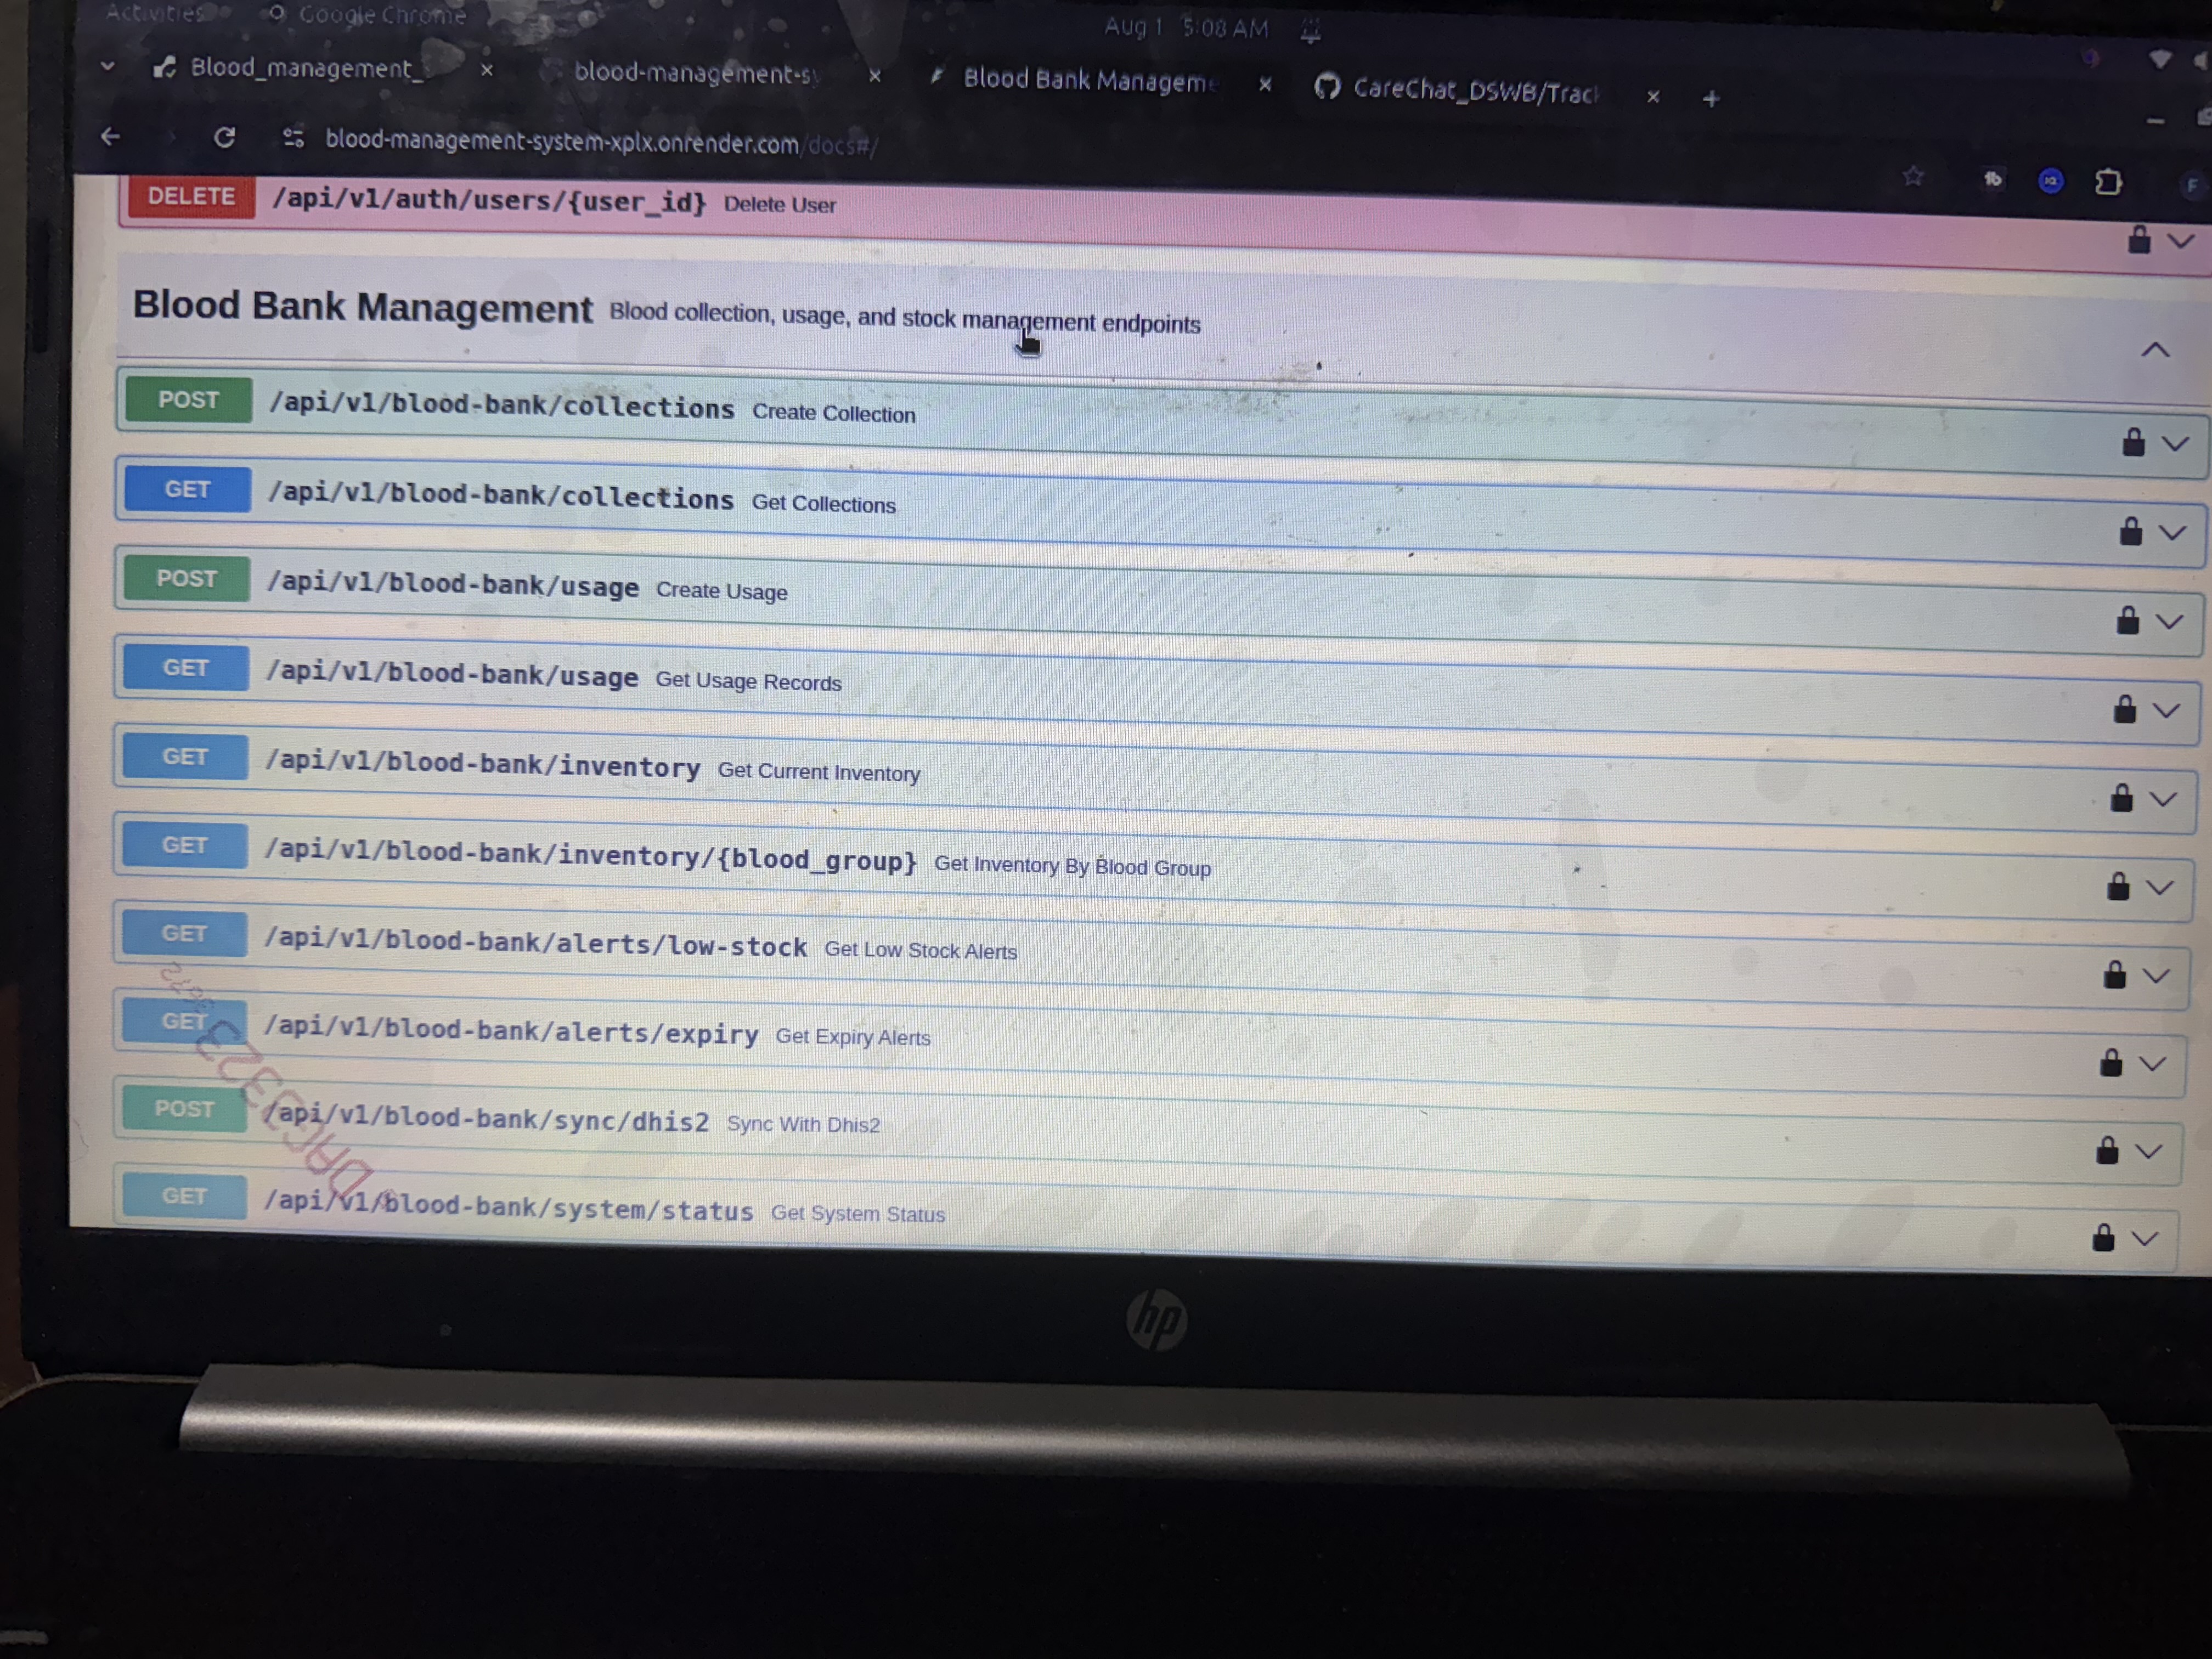 Activities Google Chrome Aug 1 5:08 AM
Blood_management_ × blood-management-sy × Blood Bank Manageme × CareChat_DSWB/Track × +
blood-management-system-xplx.onrender.com/docs#/
DELETE /api/v1/auth/users/{user_id} Delete User
Blood Bank Management Blood collection, usage, and stock management endpoints
POST /api/v1/blood-bank/collections Create Collection
GET /api/v1/blood-bank/collections Get Collections
POST /api/v1/blood-bank/usage Create Usage
GET /api/v1/blood-bank/usage Get Usage Records
GET /api/v1/blood-bank/inventory Get Current Inventory
GET /api/v1/blood-bank/inventory/{blood_group} Get Inventory By Blood Group
GET /api/v1/blood-bank/alerts/low-stock Get Low Stock Alerts
GET /api/v1/blood-bank/alerts/expiry Get Expiry Alerts
POST /api/v1/blood-bank/sync/dhis2 Sync With Dhis2
GET /api/v1/blood-bank/system/status Get System Status
hp